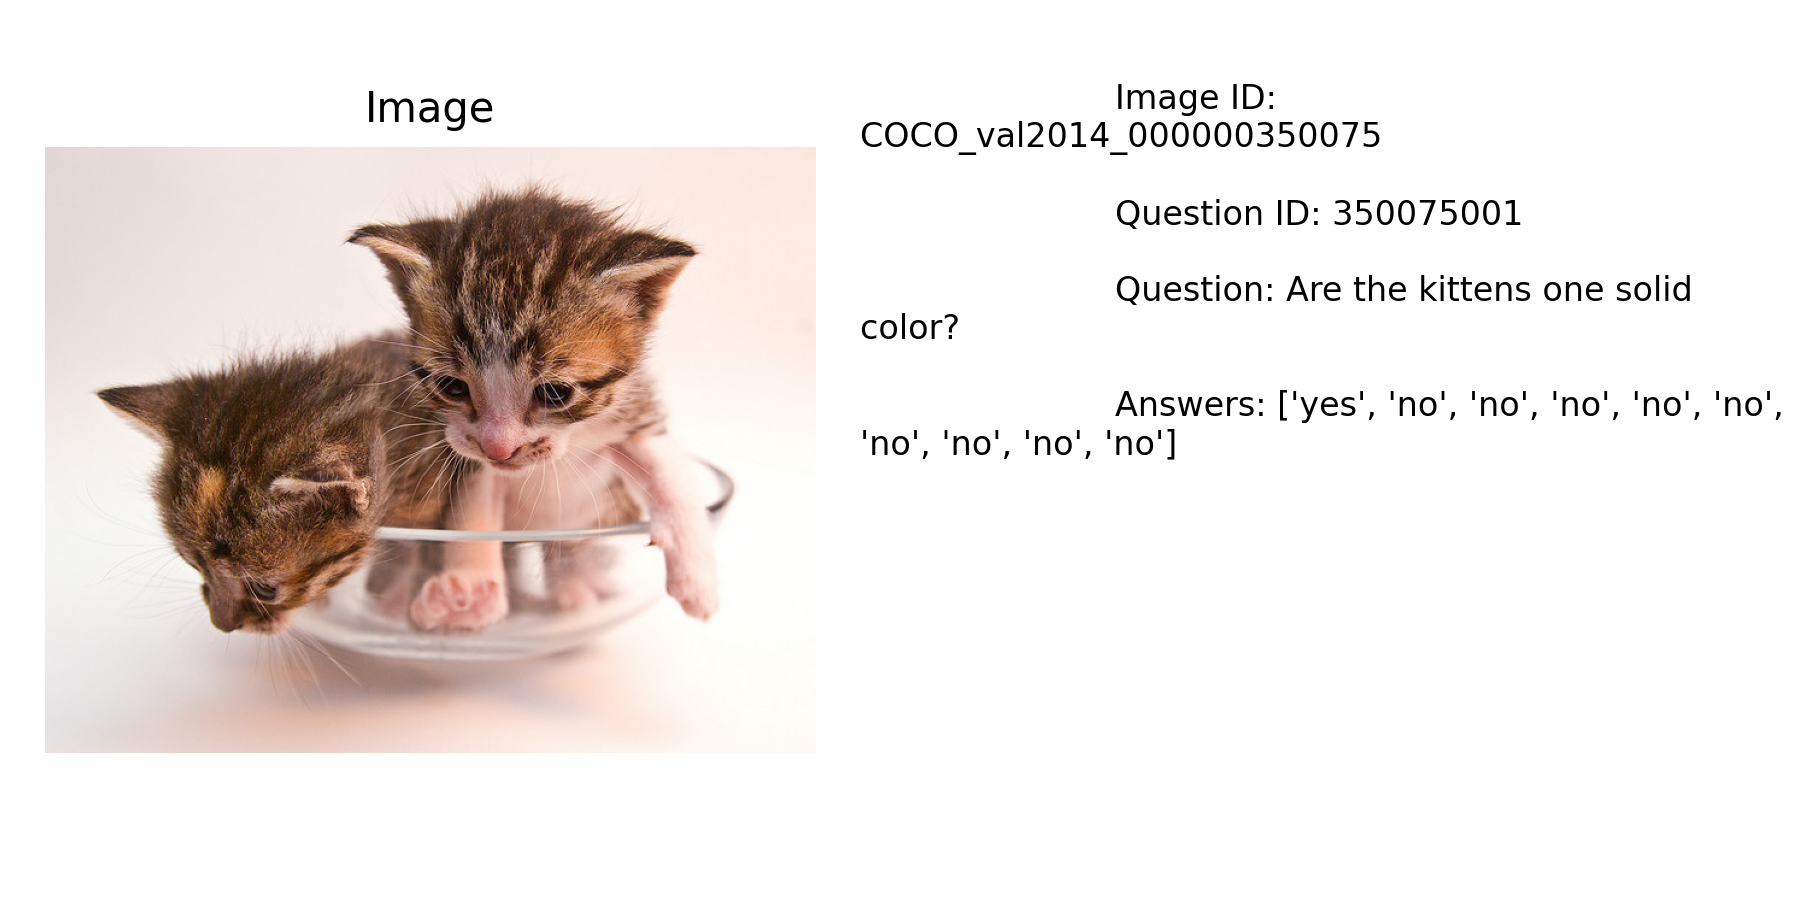 Image
Image ID:
COCO_val2014_000000350075
Question ID: 350075001
Question: Are the kittens one solid
color?
Answers: ['yes', 'no', 'no', 'no', 'no', 'no',
'no', 'no', 'no', 'no']